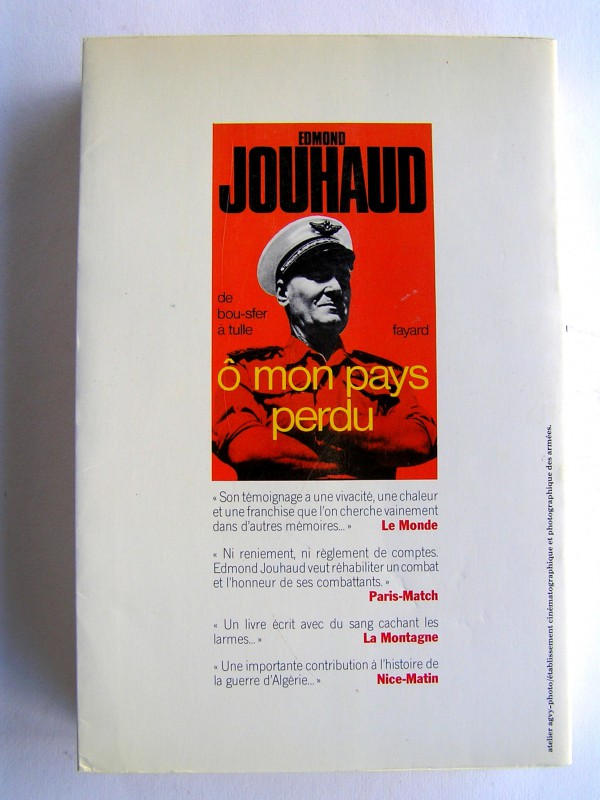 EDMOND
JOUHAUD
de
bou-sfer
à tulle
fayard
ô mon pays
perdu
« Son témoignage a une vivacité, une chaleur
et une franchise que l'on cherche vainement
dans d'autres mémoires... » Le Monde
« Ni reniement, ni règlement de comptes.
Edmond Jouhaud veut réhabiliter un combat
et l'honneur de ses combattants. »
Paris-Match
« Un livre écrit avec du sang cachant les
larmes... » La Montagne
« Une importante contribution à l'histoire de
la guerre d'Algérie... » Nice-Matin
atelier agvy-photo/établissement cinématographique et photographique des armées.